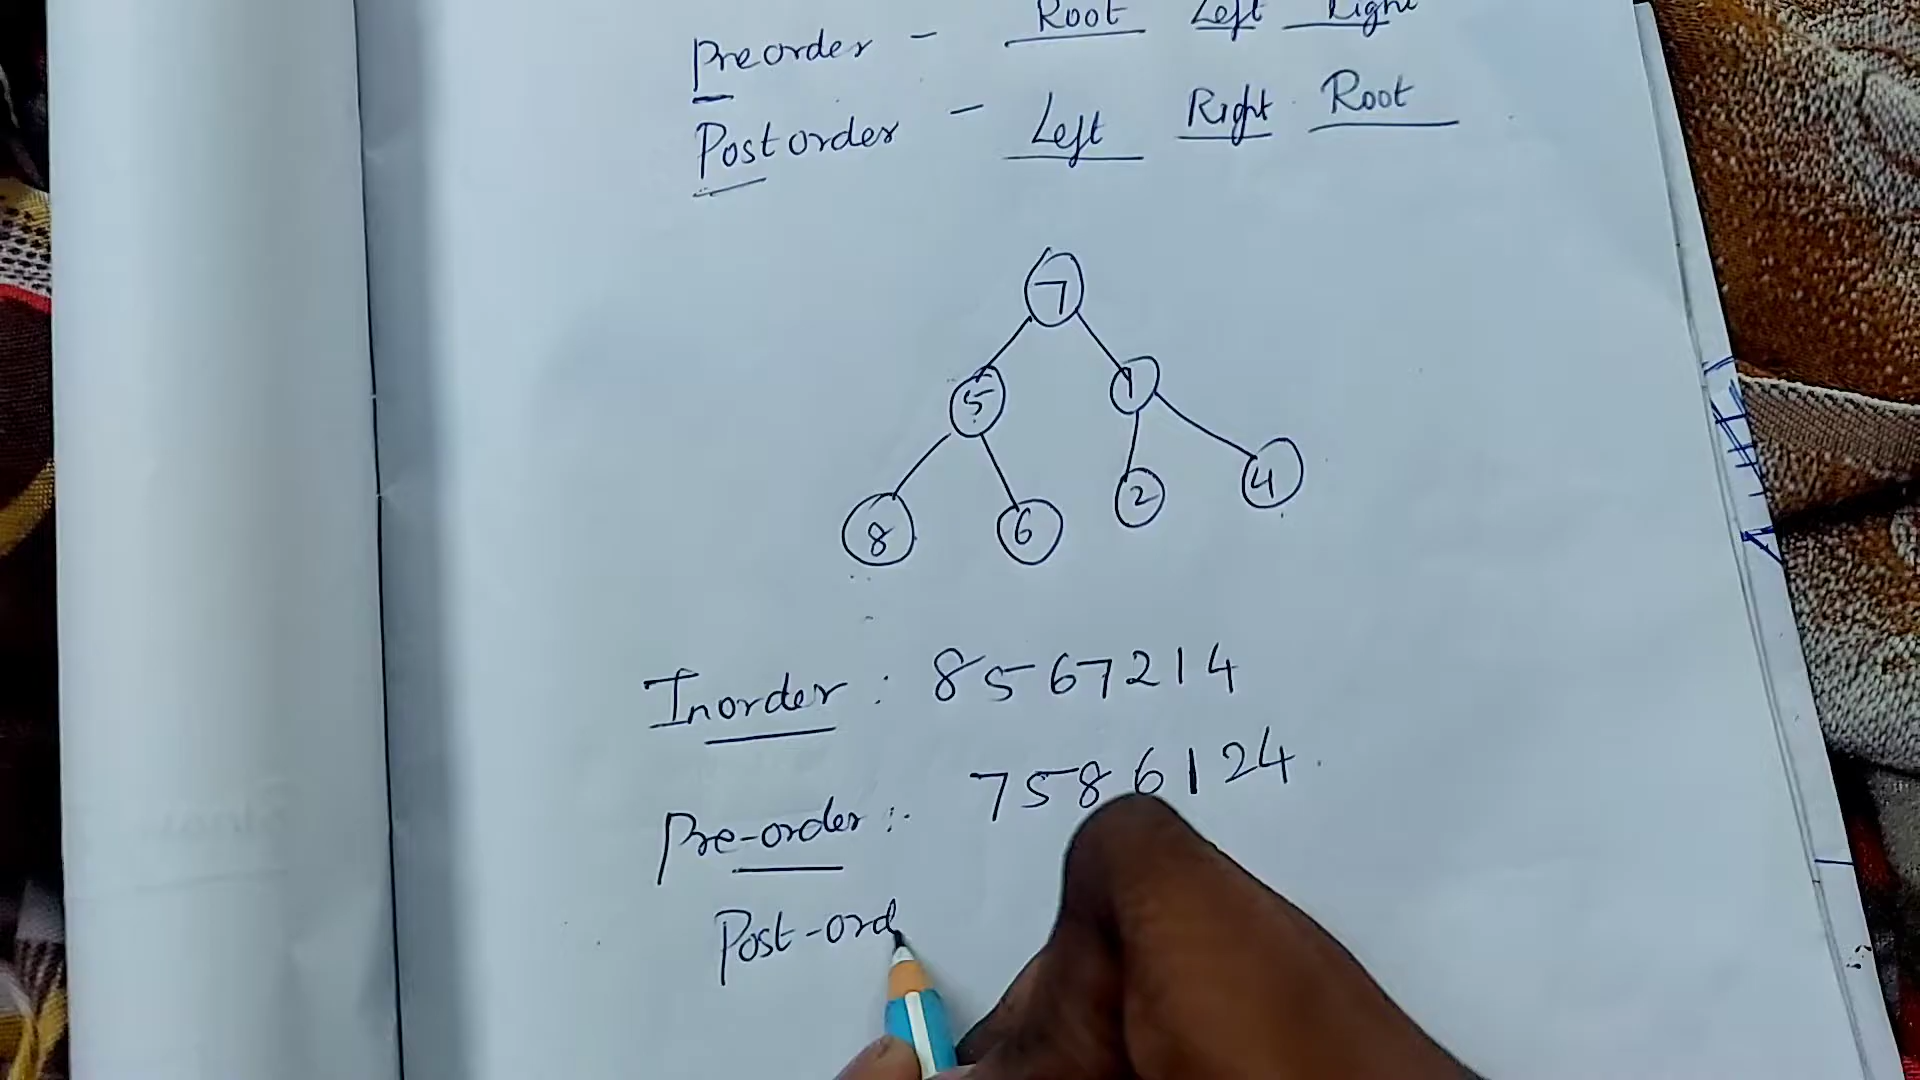 Preorder - Root Left Right
Postorder - Left Right Root
7
5 1
8 6 2 4
Inorder : 8 5 6 7 2 1 4
Pre-order :- 7 5 8 6 1 2 4 .
Post-ord